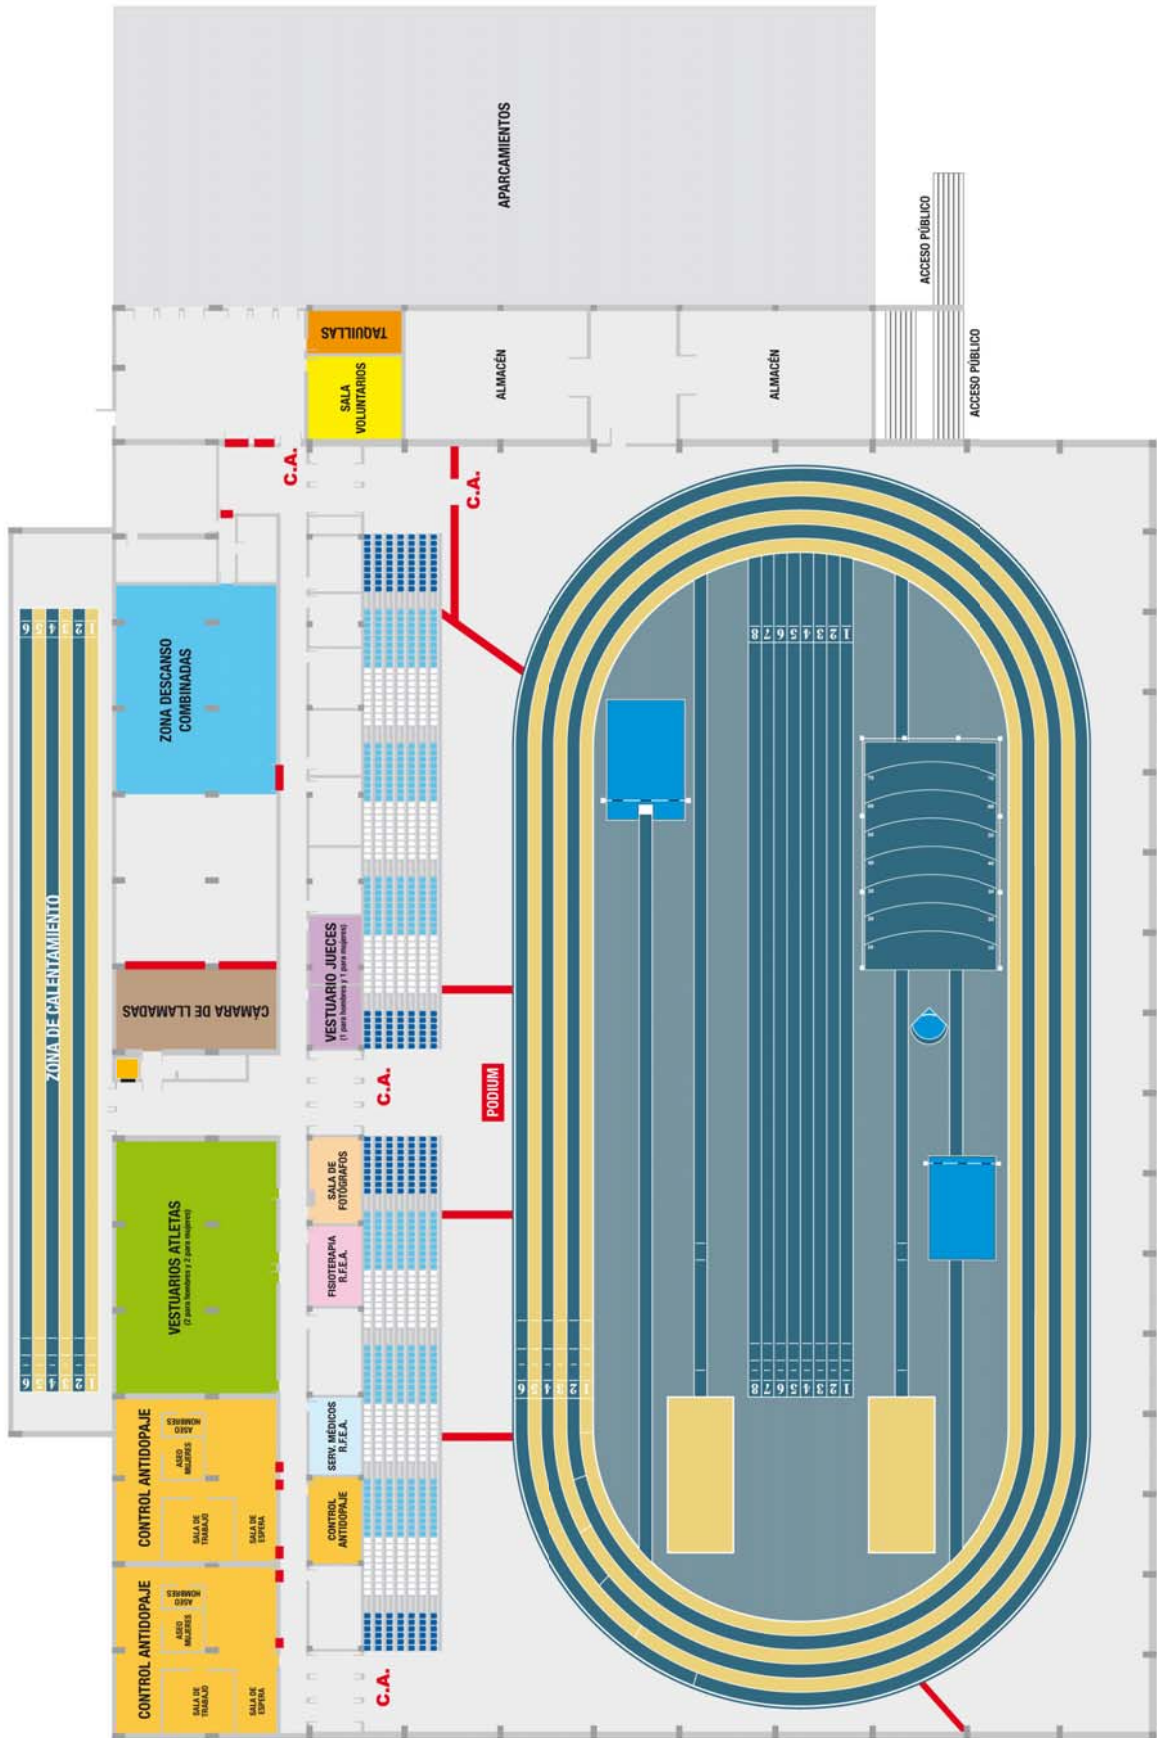 APARCAMIENTOS
ACCESO PÚBLICO
ACCESO PÚBLICO
TAQUILLAS
SALA
VOLUNTARIOS
ALMACÉN
ALMACÉN
C.A.
C.A.
ZONA DESCANSO
COMBINADAS
ZONA DE CALENTAMIENTO
6
5
4
3
2
1
6
5
4
3
2
1
CÁMARA DE LLAMADAS
VESTUARIO JUECES
(1 para hombres y 1 para mujeres)
C.A.
PODIUM
VESTUARIOS ATLETAS
(2 para hombres y 2 para mujeres)
SALA DE
FOTÓGRAFOS
FISIOTERAPIA
R.F.E.A.
SERV. MÉDICOS
R.F.E.A.
CONTROL
ANTIDOPAJE
CONTROL ANTIDOPAJE
ASEO
HOMBRES
ASEO
MUJERES
SALA DE
TRABAJO
SALA DE
ESPERA
CONTROL ANTIDOPAJE
ASEO
HOMBRES
ASEO
MUJERES
SALA DE
TRABAJO
SALA DE
ESPERA
C.A.
8
7
6
5
4
3
2
1
6
5
4
3
2
1
8
7
6
5
4
3
2
1